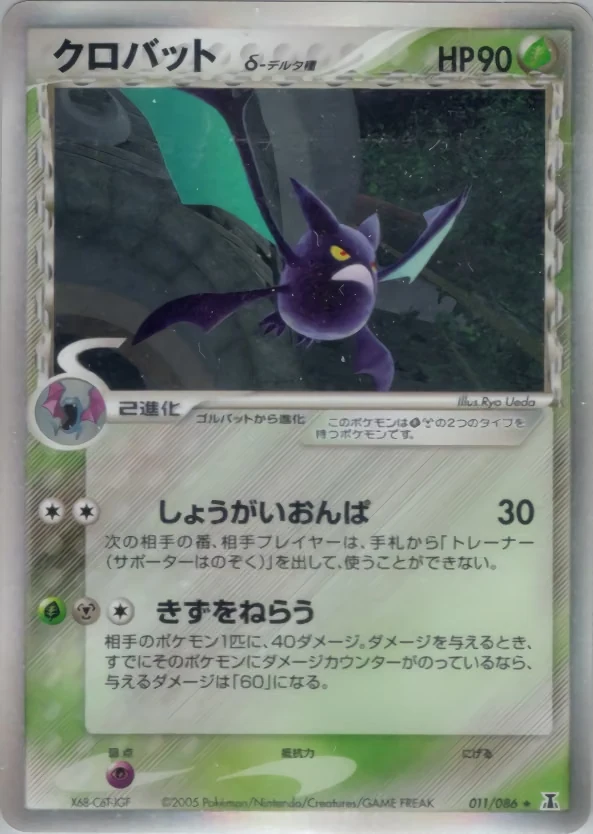 クロバット δ-デルタ種 HP90
Illus. Ryo Ueda
2進化 ゴルバットから進化
このポケモンは の2つのタイプを
持つポケモンです。
しょうがいおんぱ 30
次の相手の番、相手プレイヤーは、手札から「トレーナー
(サポーターはのぞく)」を出して、使うことができない。
きずをねらう
相手のポケモン1匹に、40ダメージ。ダメージを与えるとき、
すでにそのポケモンにダメージカウンターがのっているなら、
与えるダメージは「60」になる。
弱点 抵抗力 にげる
©2005 Pokémon/Nintendo/Creatures/GAME FREAK 011/086 ★